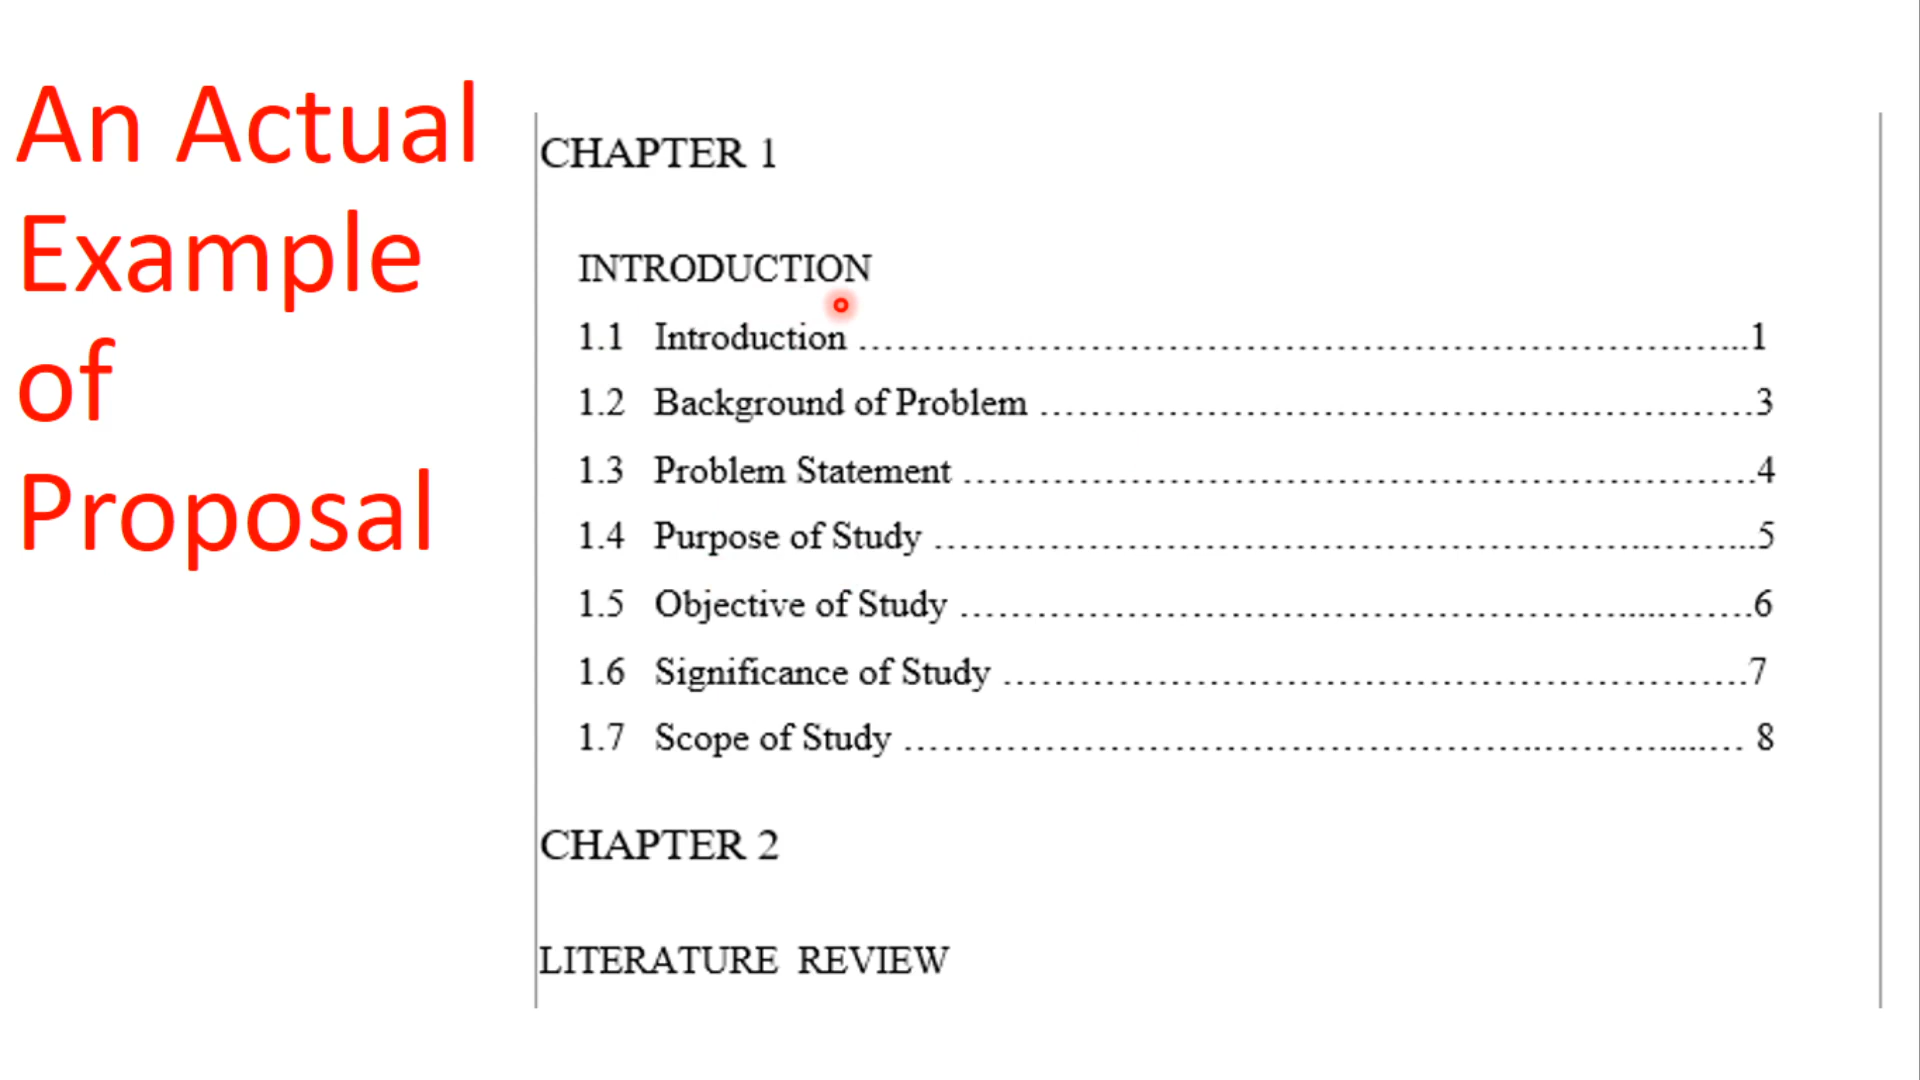 An Actual
Example
of
Proposal
CHAPTER 1
INTRODUCTION
1.1 Introduction ........................................................................1
1.2 Background of Problem ........................................................3
1.3 Problem Statement ..............................................................4
1.4 Purpose of Study .................................................................5
1.5 Objective of Study ...............................................................6
1.6 Significance of Study ...........................................................7
1.7 Scope of Study .................................................................... 8
CHAPTER 2
LITERATURE REVIEW